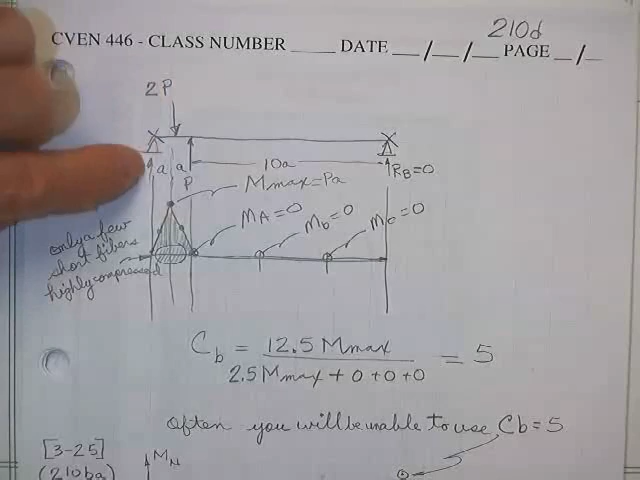 210d
CVEN 446 - CLASS NUMBER ____ DATE __/__/__ PAGE __/__
2P
a a 10a RB=0
P Mmax=Pa
only a few short fibers highly compressed
MA=0 Mb=0 Mc=0
Cb = 12.5 Mmax / 2.5 Mmax + 0 + 0 + 0 = 5
Often you will be unable to use Cb=5
[3-25]
(210ba)
MN